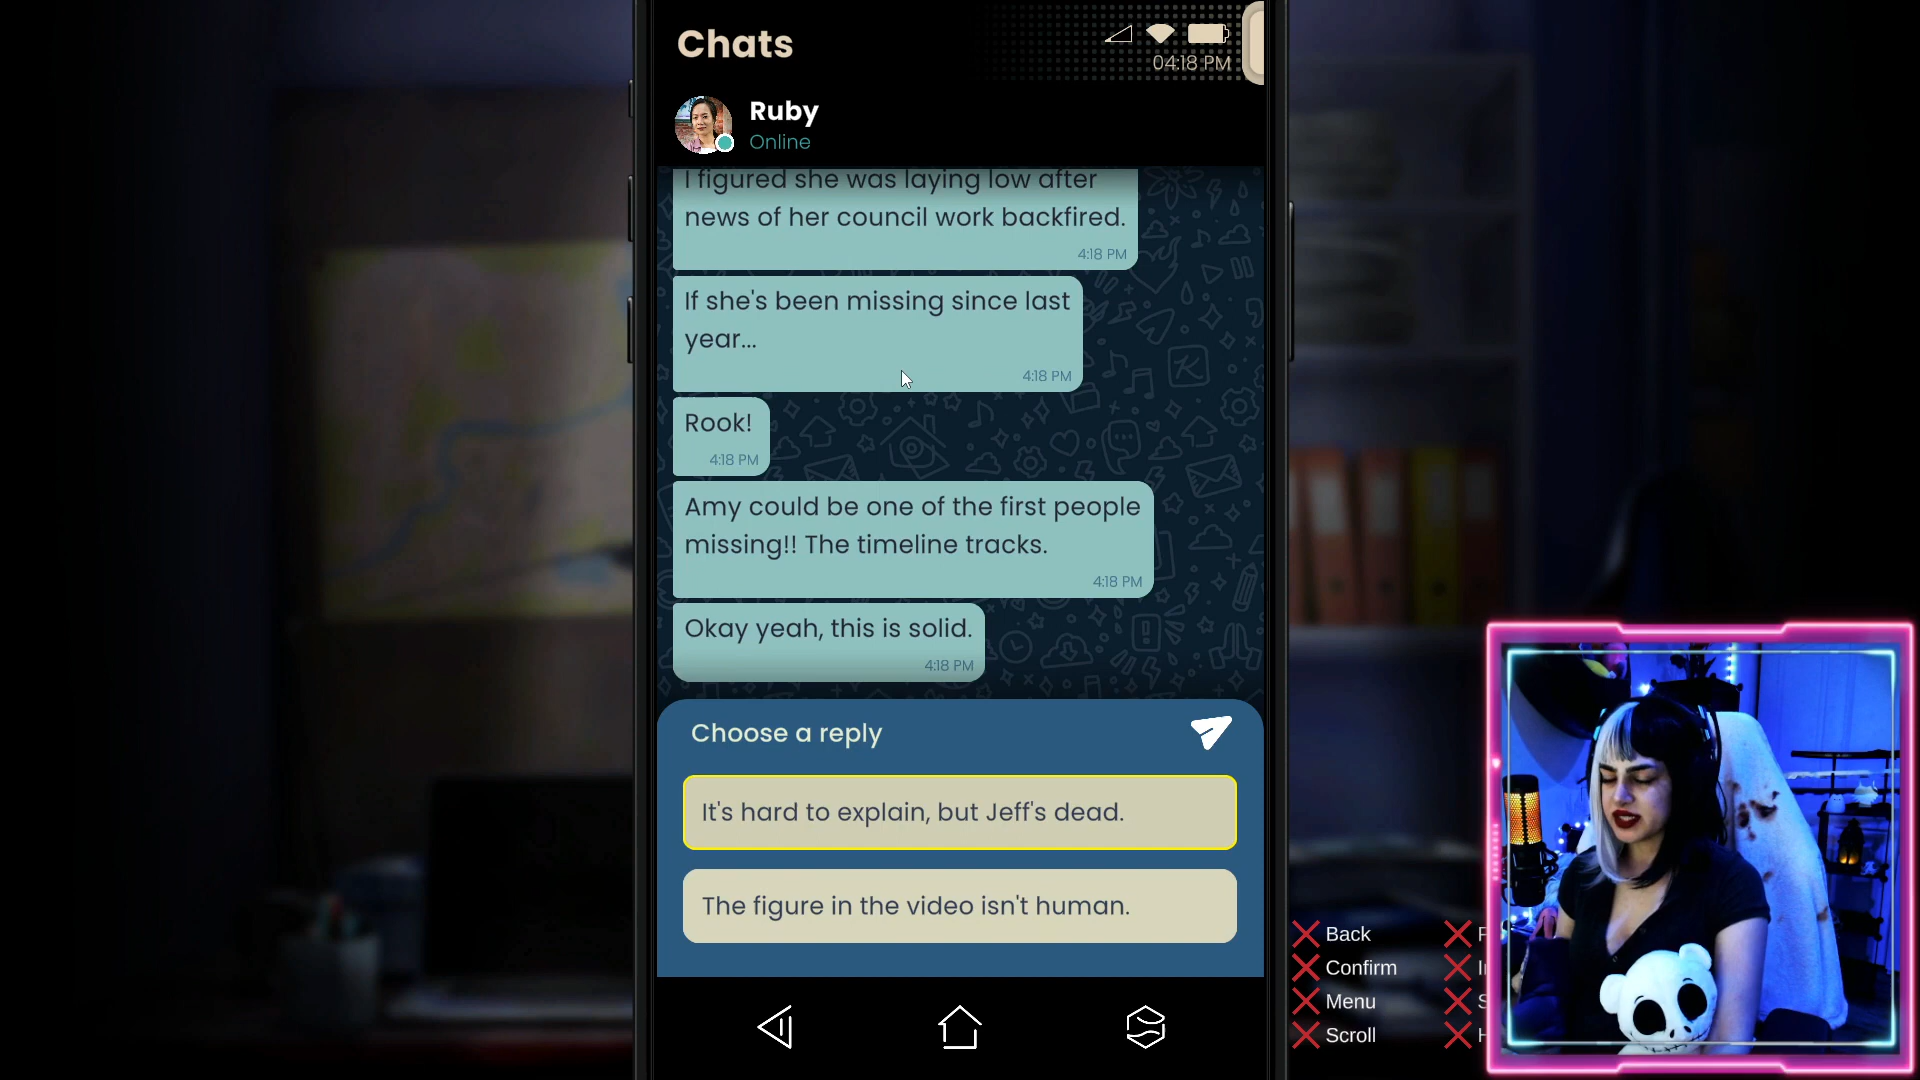 Chats
04:18 PM
Ruby
Online
I figured she was laying low after
news of her council work backfired.
4:18 PM
If she's been missing since last
year...
4:18 PM
Rook!
4:18 PM
Amy could be one of the first people
missing!! The timeline tracks.
4:18 PM
Okay yeah, this is solid.
4:18 PM
Choose a reply
It's hard to explain, but Jeff's dead.
The figure in the video isn't human.
Back
Confirm
Menu
Scroll